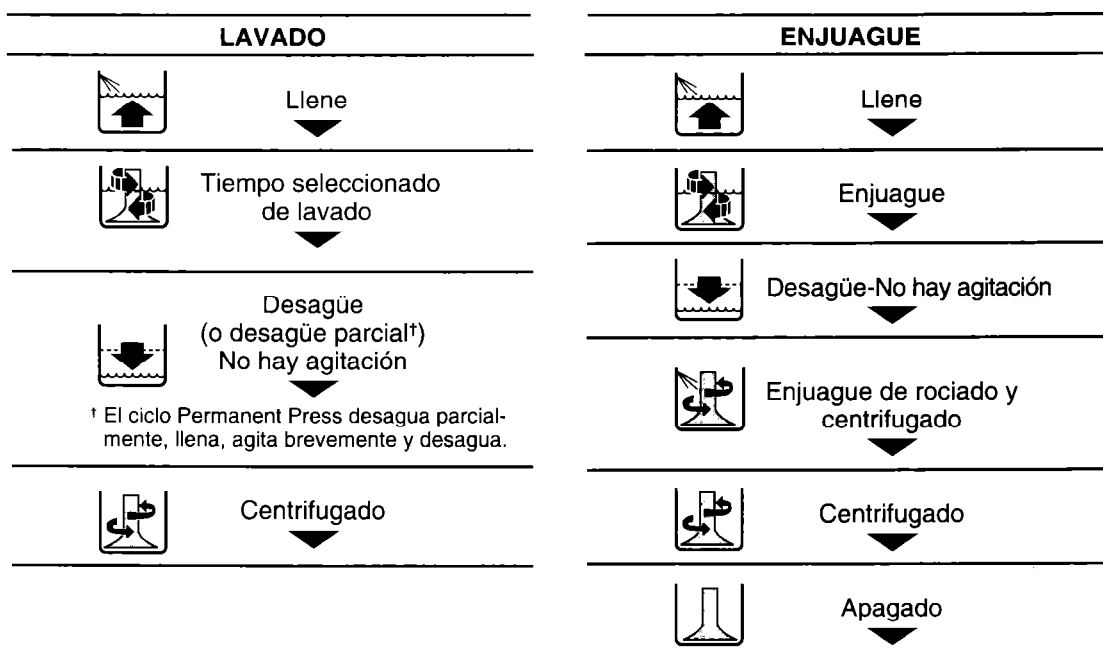 LAVADO
Llene
Tiempo seleccionado
de lavado
Desagüe
(o desagüe parcial†)
No hay agitación
† El ciclo Permanent Press desagua parcial-
mente, llena, agita brevemente y desagua.
Centrifugado
ENJUAGUE
Llene
Enjuague
Desagüe-No hay agitación
Enjuague de rociado y
centrifugado
Centrifugado
Apagado